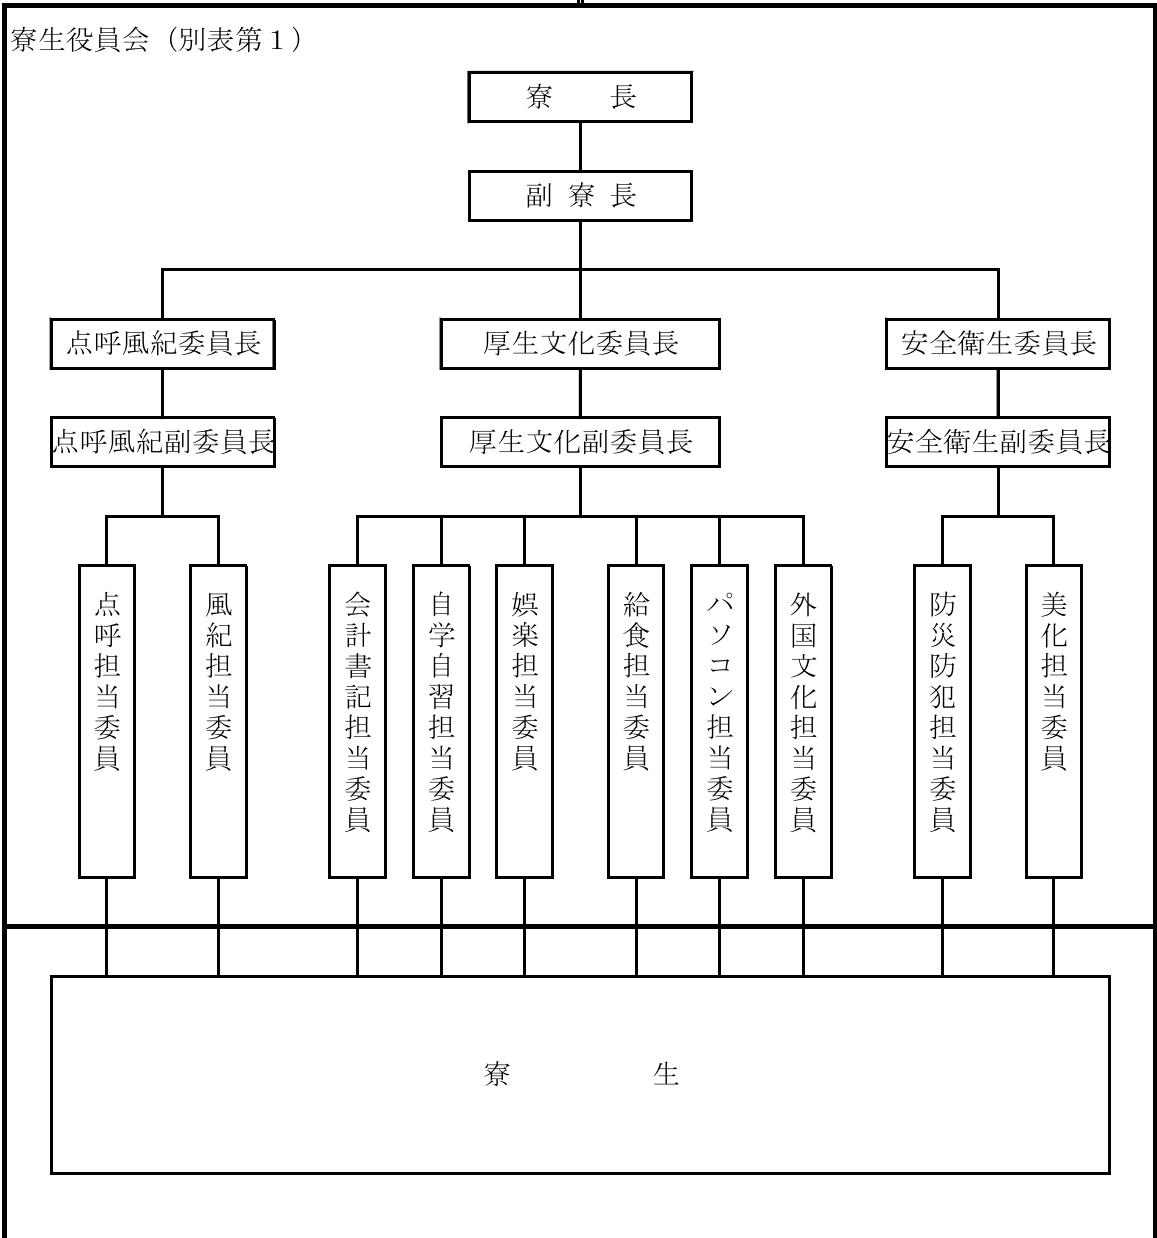 寮生役員会（別表第１）
寮　　長
副 寮 長
点呼風紀委員長
厚生文化委員長
安全衛生委員長
点呼風紀副委員長
厚生文化副委員長
安全衛生副委員長
点呼担当委員
風紀担当委員
会計書記担当委員
自学自習担当委員
娯楽担当委員
給食担当委員
パソコン担当委員
外国文化担当委員
防災防犯担当委員
美化担当委員
寮　　　　　生